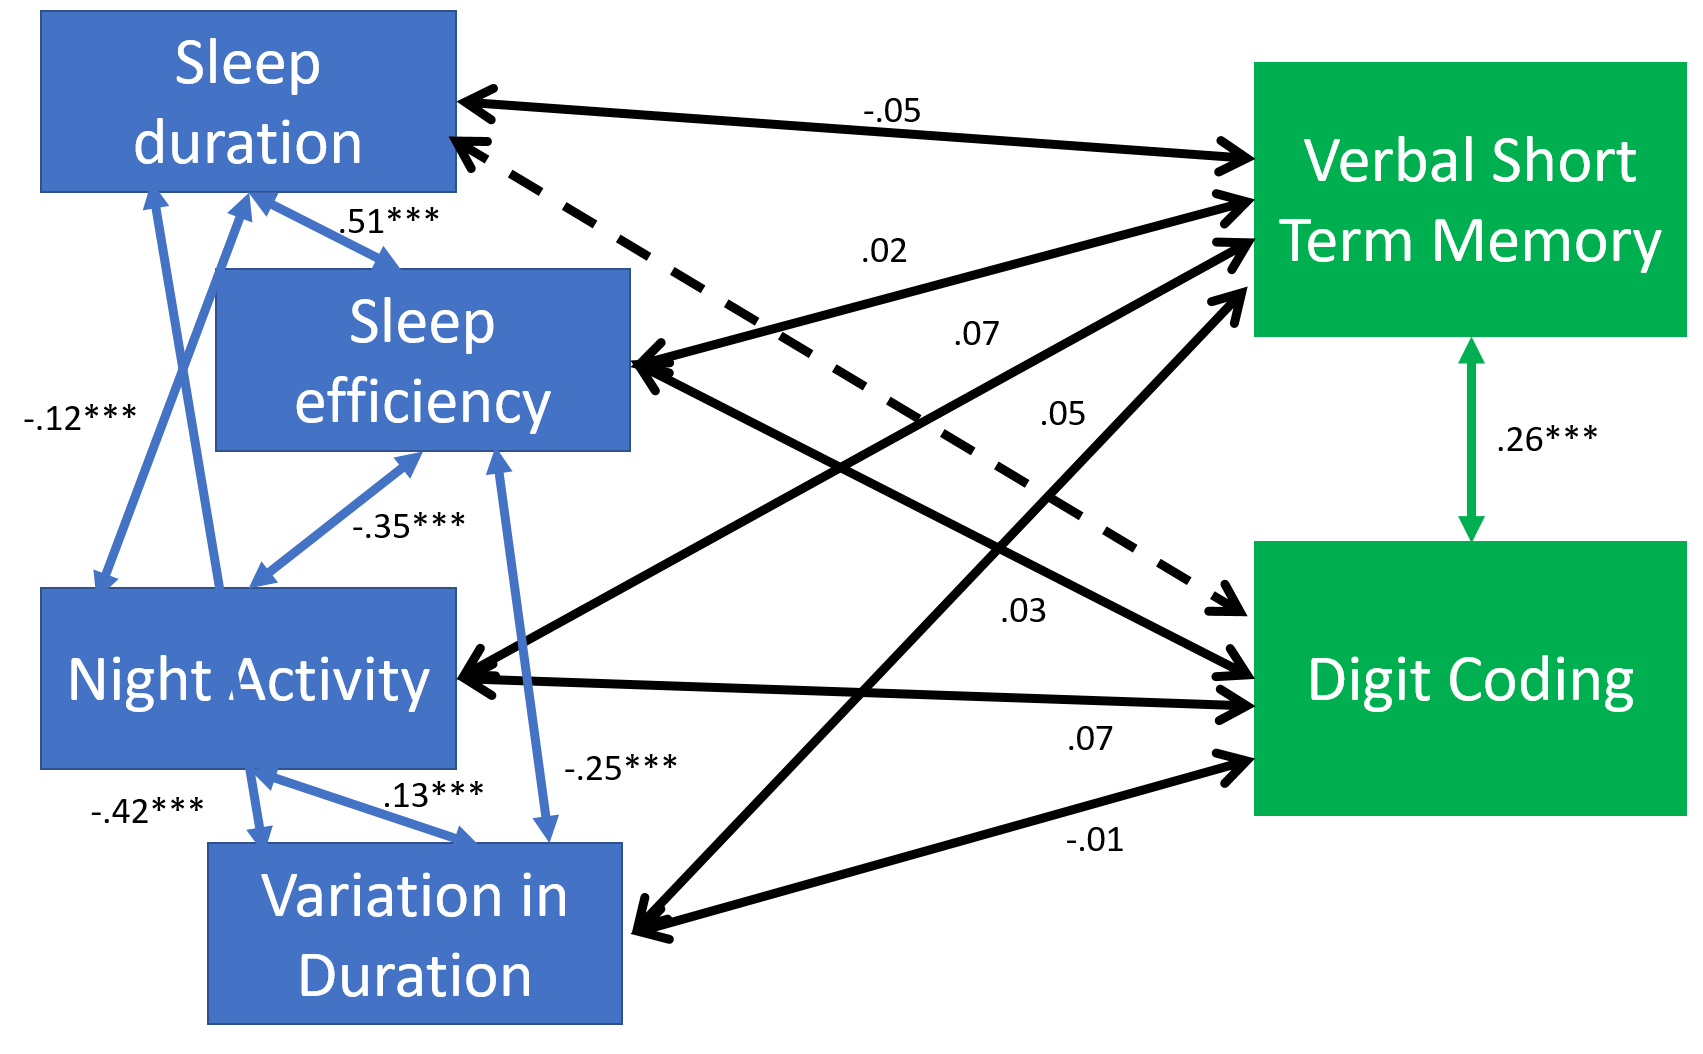 Sleep
duration
-.05
Verbal Short
Term Memory
.51***
.02
Sleep
efficiency
.07
-.12***
.05
.26***
-.35***
.03
Night Activity
Digit Coding
.07
-.25***
.13***
-.42***
-.01
Variation in
Duration